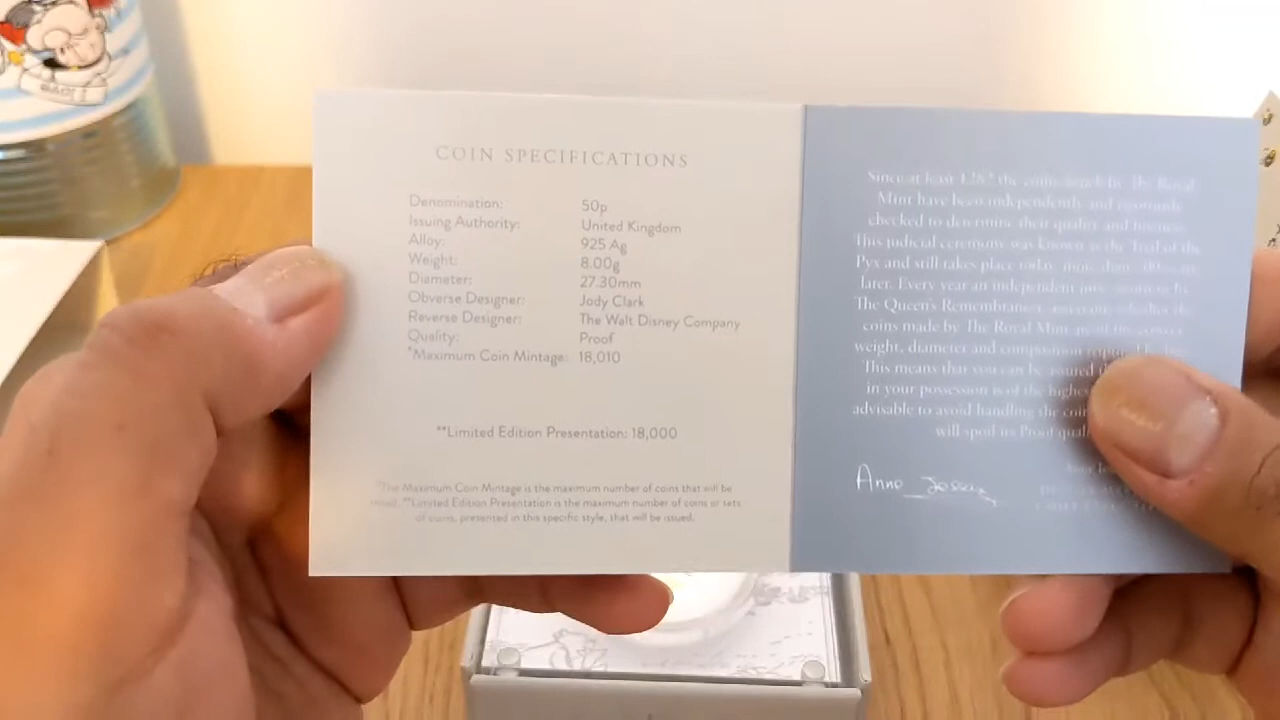 COIN SPECIFICATIONS
Denomination: 50p
Issuing Authority: United Kingdom
Alloy: 925 Ag
Weight: 8.00g
Diameter: 27.30mm
Obverse Designer: Jody Clark
Reverse Designer: The Walt Disney Company
Quality: Proof
*Maximum Coin Mintage: 18,010
**Limited Edition Presentation: 18,000
*The Maximum Coin Mintage is the maximum number of coins that will be
**Limited Edition Presentation is the maximum number of coins or sets
of coins, presented in this specific style, that will be issued.
Since at least the coins struck by The Royal
Mint have been independently and rigorously
checked to determine their quality and fineness.
This judicial ceremony was known as the Trial of the
Pyx and still takes place today, more than
later. Every year an independent
The Queen's Remembrancer
coins made by The Royal Mint
weight, diameter and composition
This means that you can be assured
in your possession is of the highest
advisable to avoid handling the coin
will spoil its Proof
Anne Jessopp